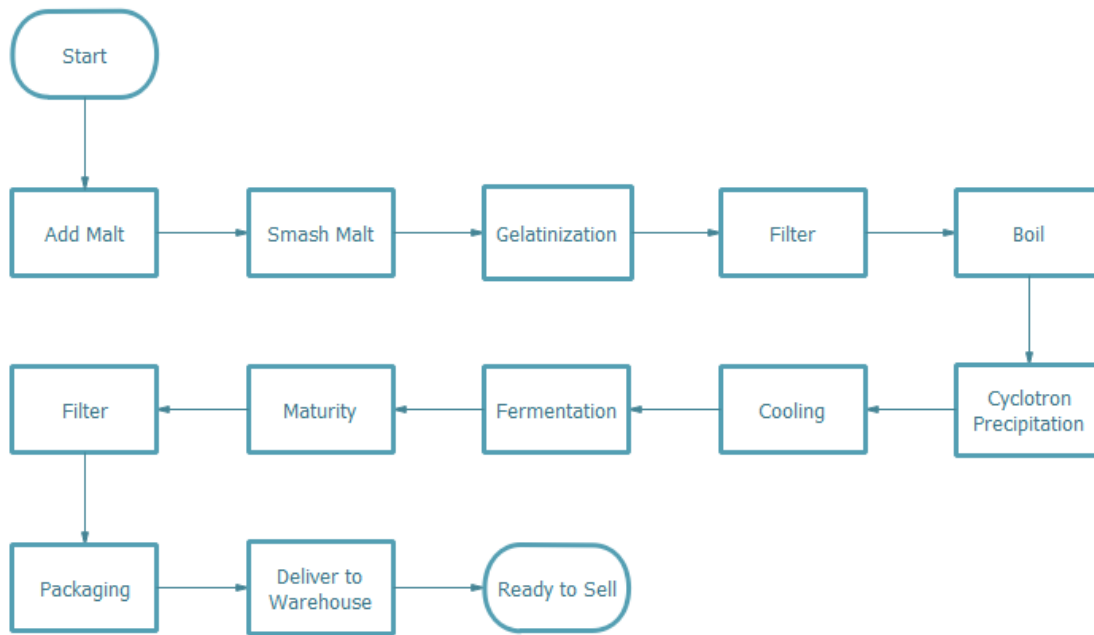 Start
Add Malt
Smash Malt
Gelatinization
Filter
Boil
Cyclotron
Precipitation
Cooling
Fermentation
Maturity
Filter
Packaging
Deliver to
Warehouse
Ready to Sell